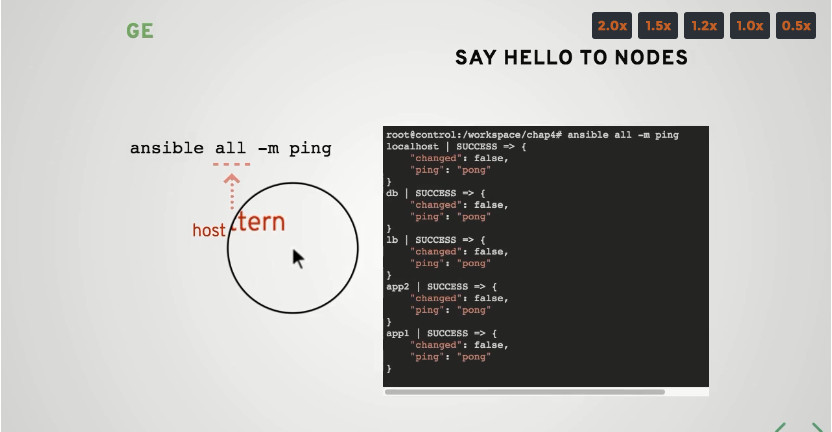 GE
2.0x 1.5x 1.2x 1.0x 0.5x
SAY HELLO TO NODES
ansible all -m ping
host
tern
root@control:/workspace/chap4# ansible all -m ping
localhost | SUCCESS => {
"changed": false,
"ping": "pong"
}
db | SUCCESS => {
"changed": false,
"ping": "pong"
}
lb | SUCCESS => {
"changed": false,
"ping": "pong"
}
app2 | SUCCESS => {
"changed": false,
"ping": "pong"
}
app1 | SUCCESS => {
"changed": false,
"ping": "pong"
}